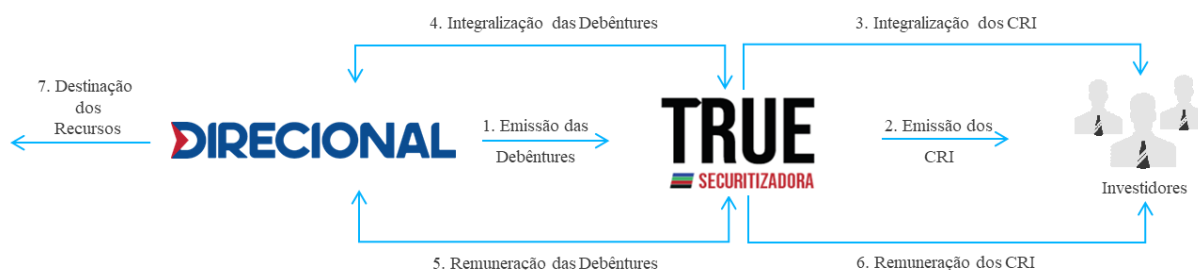 4. Integralização das Debêntures
3. Integralização dos CRI
7. Destinação
dos
Recursos
DIRECIONAL
1. Emissão das
Debêntures
TRUE
SECURITIZADORA
2. Emissão dos
CRI
Investidores
5. Remuneração das Debêntures
6. Remuneração dos CRI